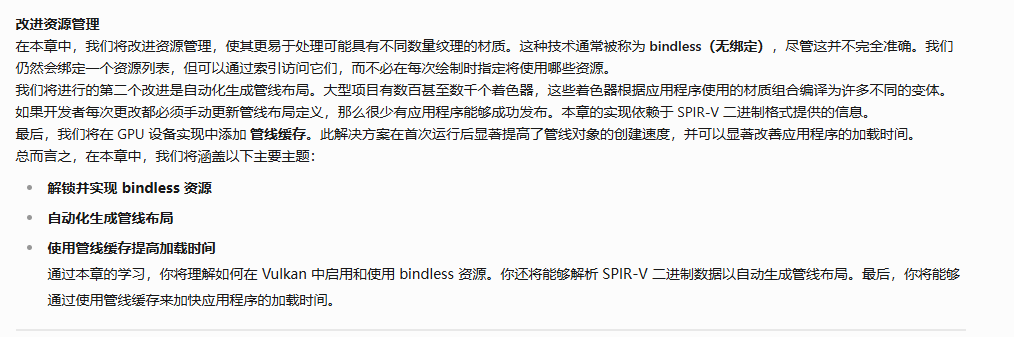 改进资源管理
在本章中，我们将改进资源管理，使其更易于处理可能具有不同数量纹理的材质。这种技术通常被称为 bindless（无绑定），尽管这并不完全准确。我们
仍然会绑定一个资源列表，但可以通过索引访问它们，而不必在每次绘制时指定将使用哪些资源。
我们将进行的第二个改进是自动化生成管线布局。大型项目有数百甚至数千个着色器，这些着色器根据应用程序使用的材质组合编译为许多不同的变体。
如果开发者每次更改都必须手动更新管线布局定义，那么很少有应用程序能够成功发布。本章的实现依赖于 SPIR-V 二进制格式提供的信息。
最后，我们将在 GPU 设备实现中添加 管线缓存。此解决方案在首次运行后显著提高了管线对象的创建速度，并可以显著改善应用程序的加载时间。
总而言之，在本章中，我们将涵盖以下主要主题：
• 解锁并实现 bindless 资源
• 自动化生成管线布局
• 使用管线缓存提高加载时间
通过本章的学习，你将理解如何在 Vulkan 中启用和使用 bindless 资源。你还将能够解析 SPIR-V 二进制数据以自动生成管线布局。最后，你将能够
通过使用管线缓存来加快应用程序的加载时间。